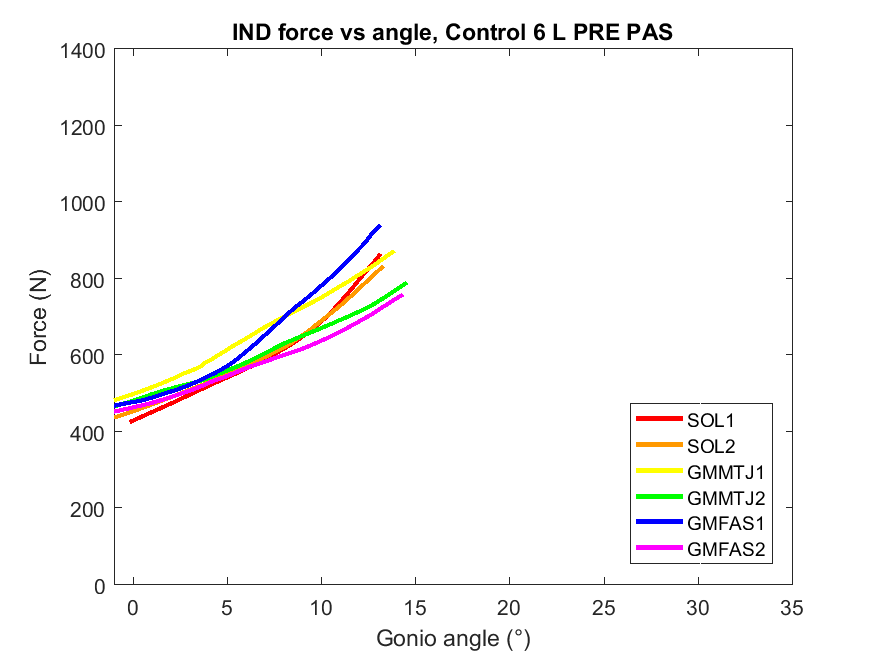 IND force vs angle, Control 6 L PRE PAS
1400
1200
1000
800
600
400
200
0
Force (N)
0 5 10 15 20 25 30 35
Gonio angle (°)
SOL1
SOL2
GMMTJ1
GMMTJ2
GMFAS1
GMFAS2